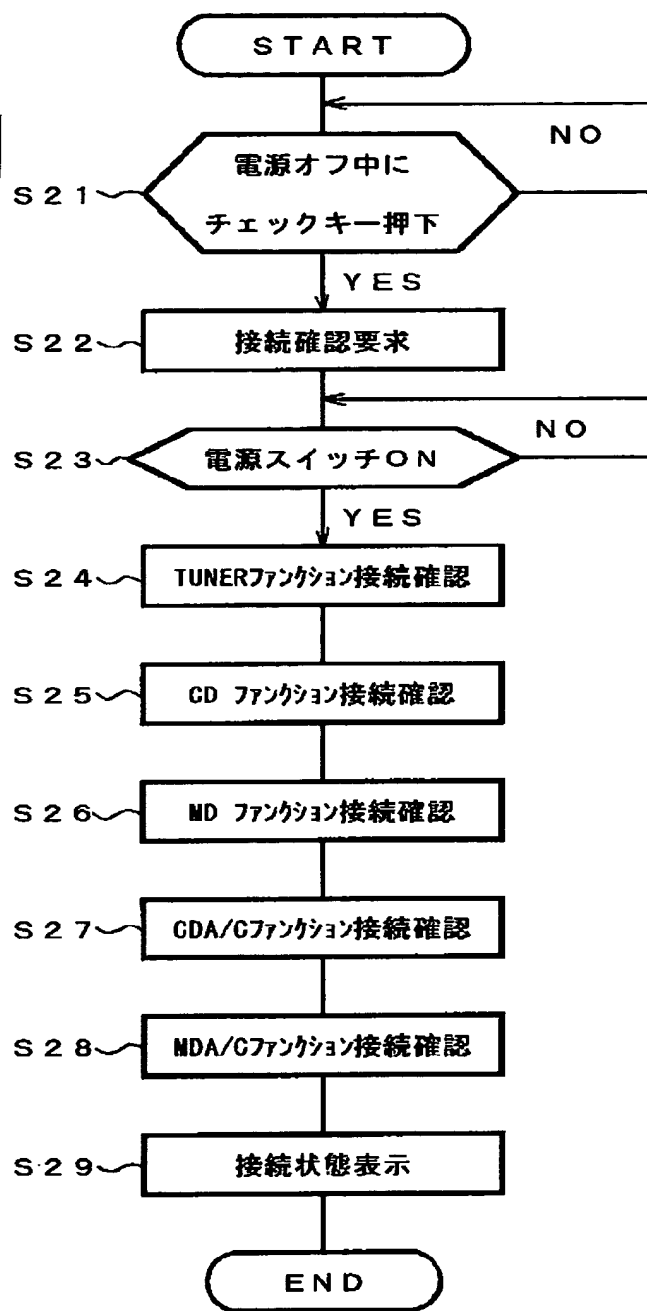 START
NO
S21
電源オフ中に
チェックキー押下
YES
S22
接続確認要求
NO
S23
電源スイッチON
YES
S24
TUNERファンクション接続確認
S25
CD ファンクション接続確認
S26
MD ファンクション接続確認
S27
CDA/Cファンクション接続確認
S28
MDA/Cファンクション接続確認
S29
接続状態表示
END